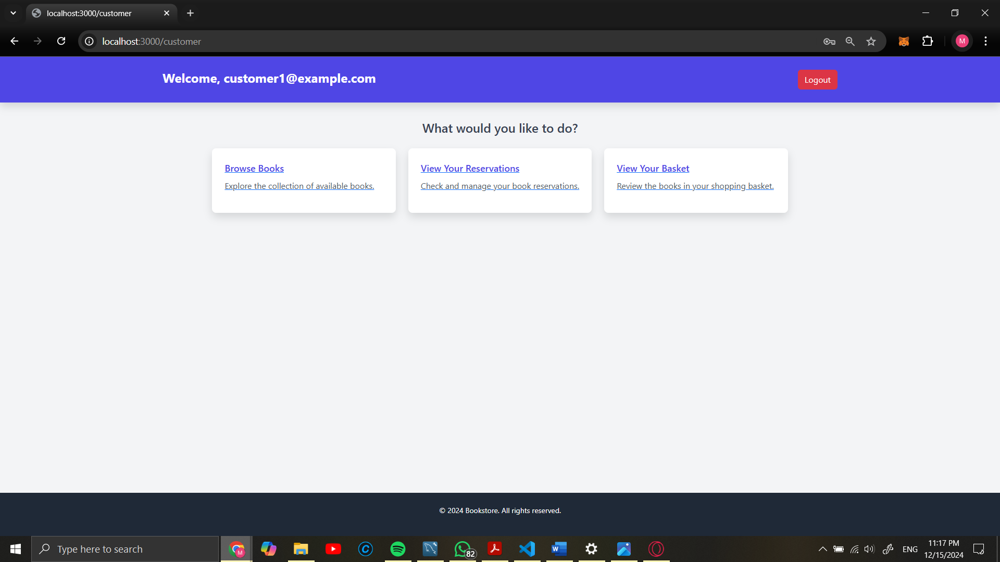 localhost:3000/customer
localhost:3000/customer
M
Welcome, customer1@example.com
Logout
What would you like to do?
Browse Books
Explore the collection of available books.
View Your Reservations
Check and manage your book reservations.
View Your Basket
Review the books in your shopping basket.
© 2024 Bookstore. All rights reserved.
Type here to search
M
82
W
ENG
11:17 PM
12/15/2024